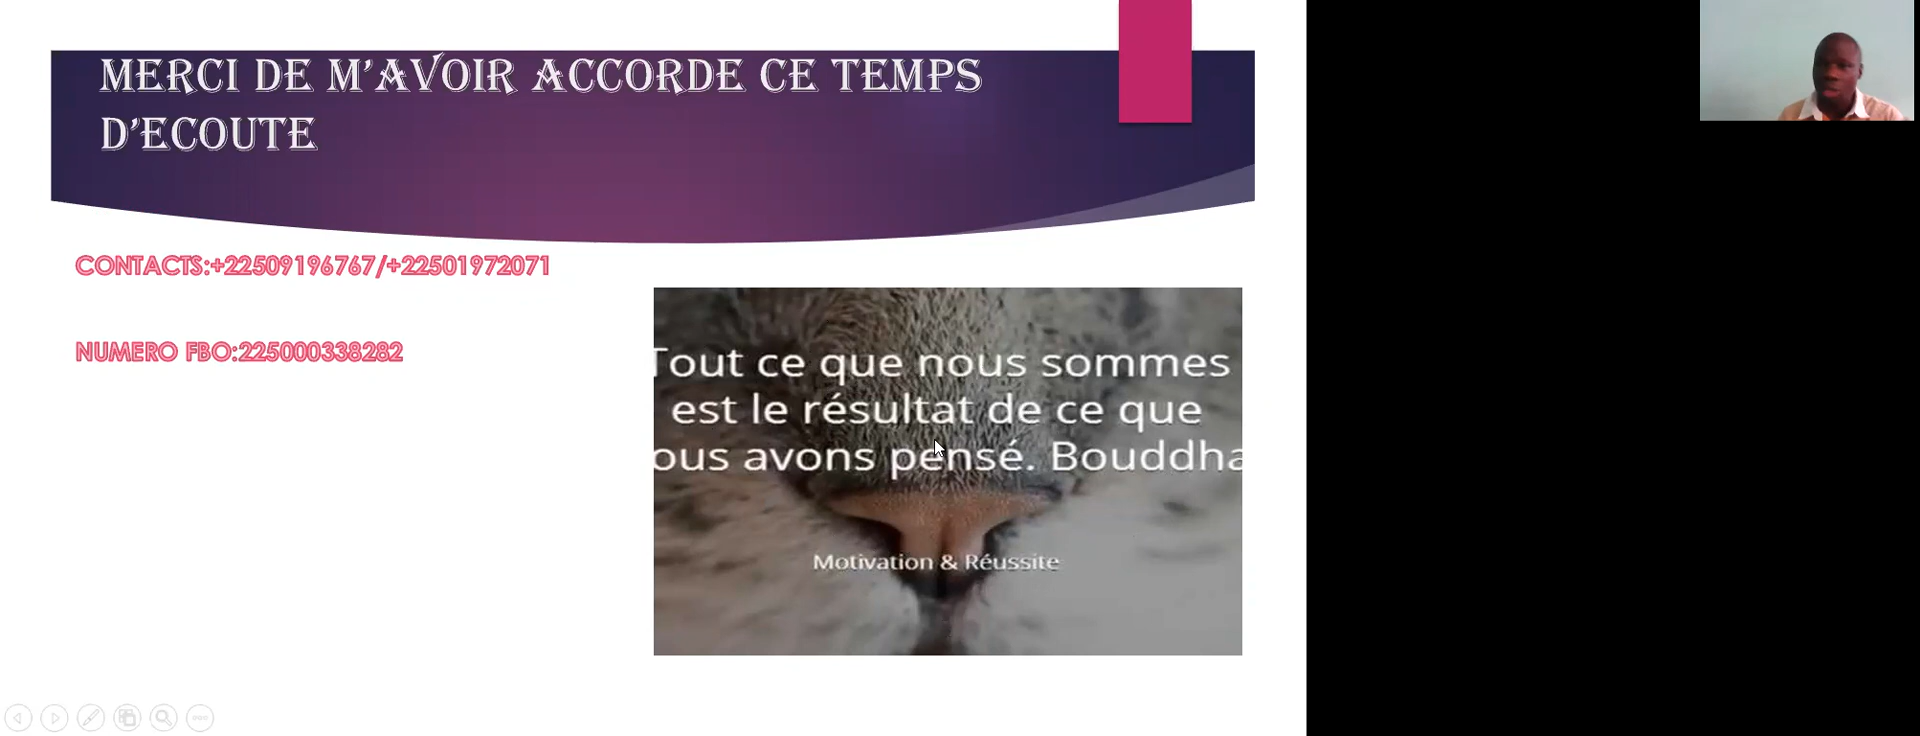 MERCI DE M'AVOIR ACCORDE CE TEMPS
D'ECOUTE
CONTACTS:+22509196767/+22501972071
NUMERO FBO:225000338282
Tout ce que nous sommes
est le résultat de ce que
ous avons pensé. Bouddha
Motivation & Réussite